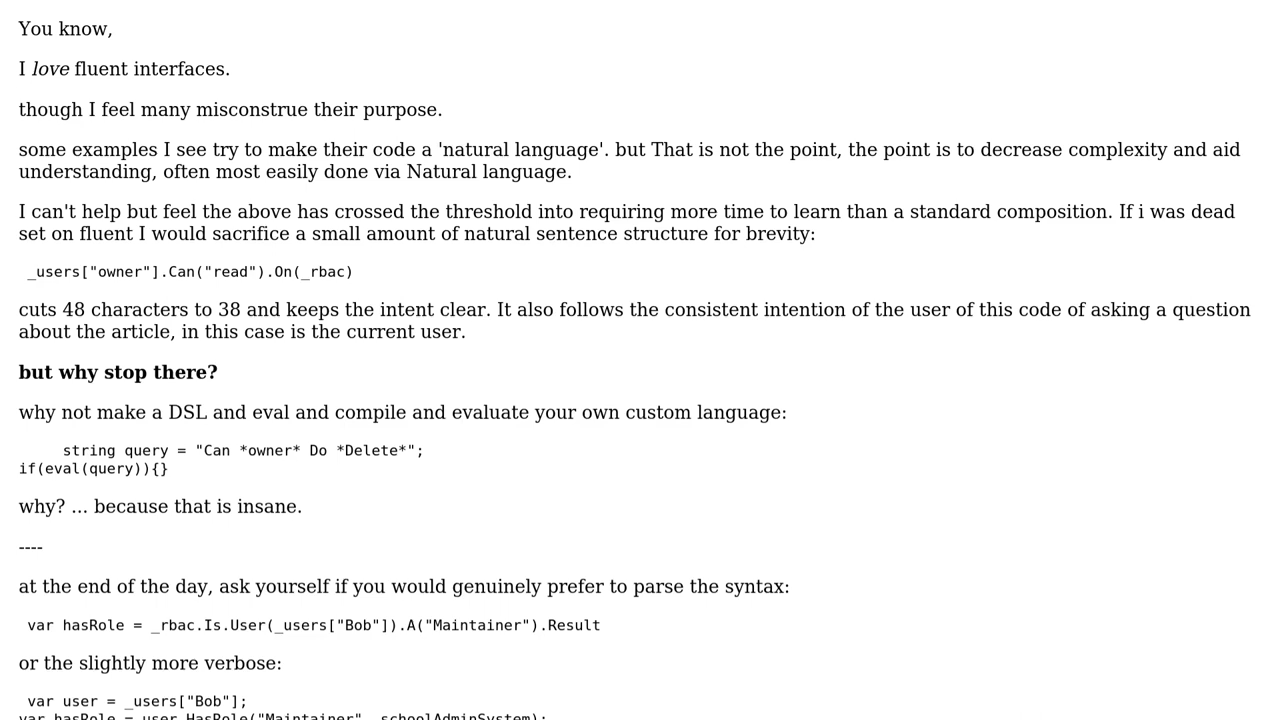 You know,
I love fluent interfaces.
though I feel many misconstrue their purpose.
some examples I see try to make their code a 'natural language'. but That is not the point, the point is to decrease complexity and aid
understanding, often most easily done via Natural language.
I can't help but feel the above has crossed the threshold into requiring more time to learn than a standard composition. If i was dead
set on fluent I would sacrifice a small amount of natural sentence structure for brevity:
_users["owner"].Can("read").On(_rbac)
cuts 48 characters to 38 and keeps the intent clear. It also follows the consistent intention of the user of this code of asking a question
about the article, in this case is the current user.
but why stop there?
why not make a DSL and eval and compile and evaluate your own custom language:
string query = "Can *owner* Do *Delete*";
if(eval(query)){}
why? ... because that is insane.
----
at the end of the day, ask yourself if you would genuinely prefer to parse the syntax:
var hasRole = _rbac.Is.User(_users["Bob"]).A("Maintainer").Result
or the slightly more verbose:
var user = _users["Bob"];
var hasRole = user.HasRole("Maintainer", schoolAdminSystem);